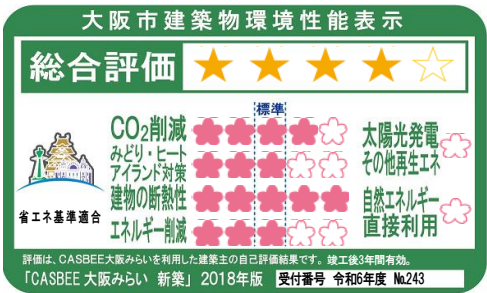 大阪市建築物環境性能表示
総合評価
標準
CO2削減
みどり・ヒート
アイランド対策
建物の断熱性
エネルギー削減
太陽光発電
その他再生エネ
自然エネルギー
直接利用
省エネ基準適合
評価は、CASBEE大阪みらいを利用した建築主の自己評価結果です。竣工後3年間有効。
「CASBEE大阪みらい 新築」2018年版 受付番号 令和6年度 No.243